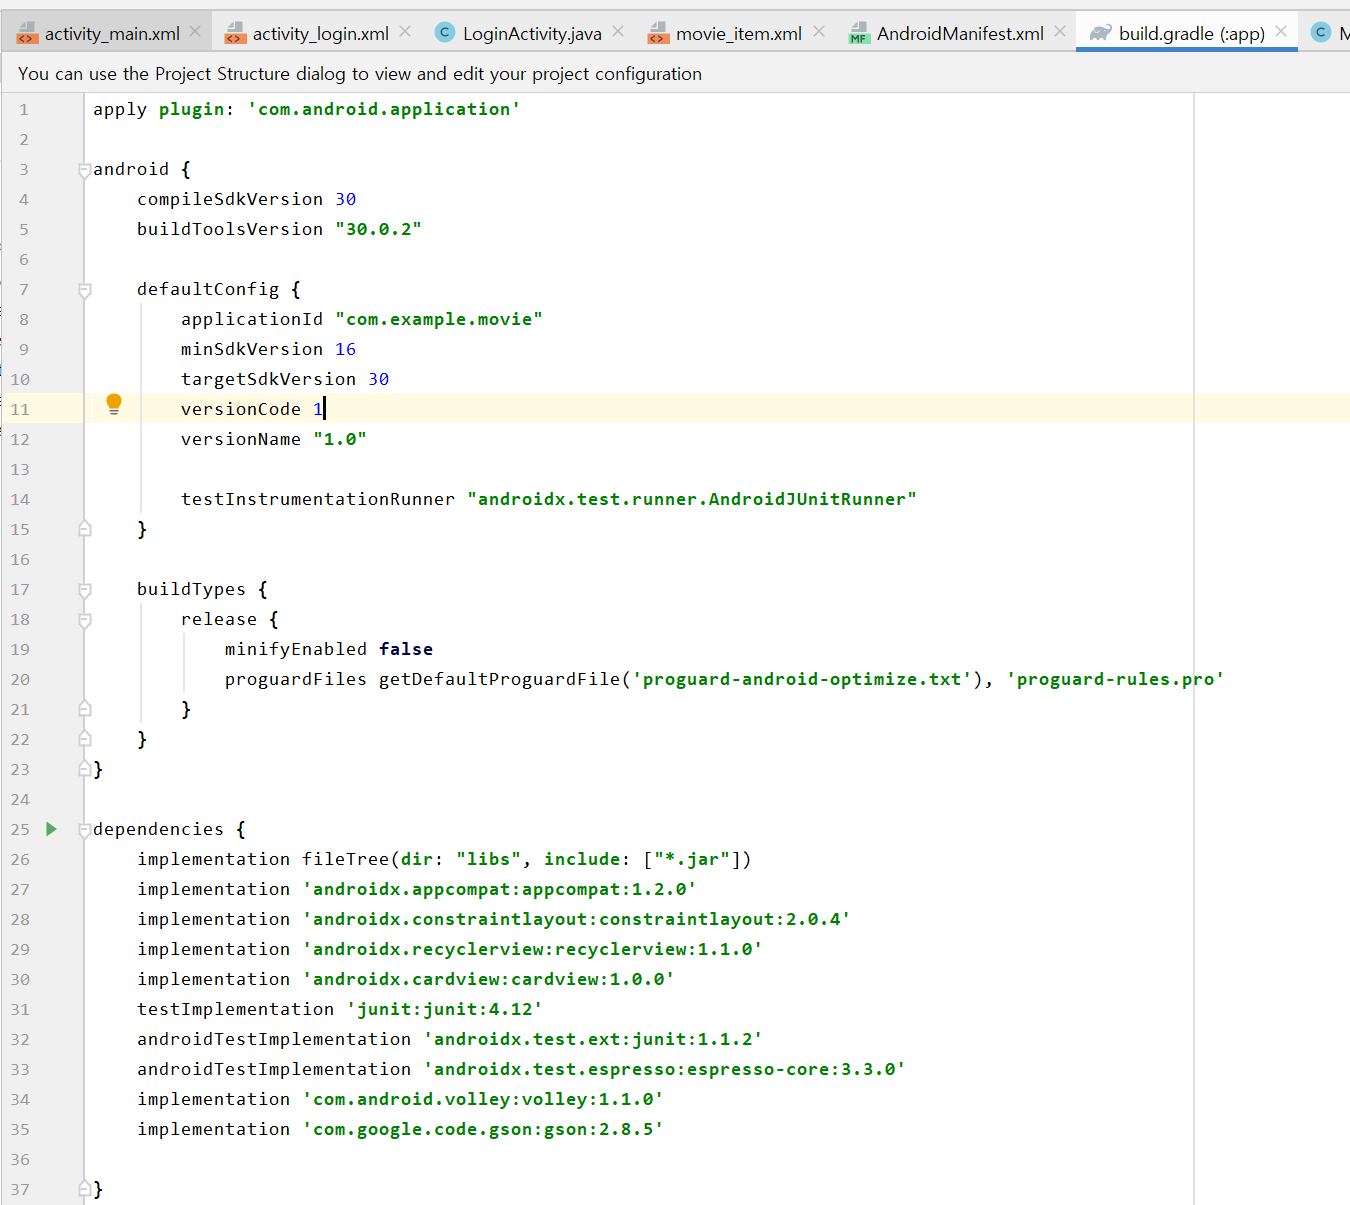 activity_main.xml activity_login.xml C LoginActivity.java movie_item.xml MF AndroidManifest.xml build.gradle (:app) C
You can use the Project Structure dialog to view and edit your project configuration
1 apply plugin: 'com.android.application'
2
3 android {
4 compileSdkVersion 30
5 buildToolsVersion "30.0.2"
6
7 defaultConfig {
8 applicationId "com.example.movie"
9 minSdkVersion 16
10 targetSdkVersion 30
11 versionCode 1
12 versionName "1.0"
13
14 testInstrumentationRunner "androidx.test.runner.AndroidJUnitRunner"
15 }
16
17 buildTypes {
18 release {
19 minifyEnabled false
20 proguardFiles getDefaultProguardFile('proguard-android-optimize.txt'), 'proguard-rules.pro'
21 }
22 }
23 }
24
25 dependencies {
26 implementation fileTree(dir: "libs", include: ["*.jar"])
27 implementation 'androidx.appcompat:appcompat:1.2.0'
28 implementation 'androidx.constraintlayout:constraintlayout:2.0.4'
29 implementation 'androidx.recyclerview:recyclerview:1.1.0'
30 implementation 'androidx.cardview:cardview:1.0.0'
31 testImplementation 'junit:junit:4.12'
32 androidTestImplementation 'androidx.test.ext:junit:1.1.2'
33 androidTestImplementation 'androidx.test.espresso:espresso-core:3.3.0'
34 implementation 'com.android.volley:volley:1.1.0'
35 implementation 'com.google.code.gson:gson:2.8.5'
36
37 }